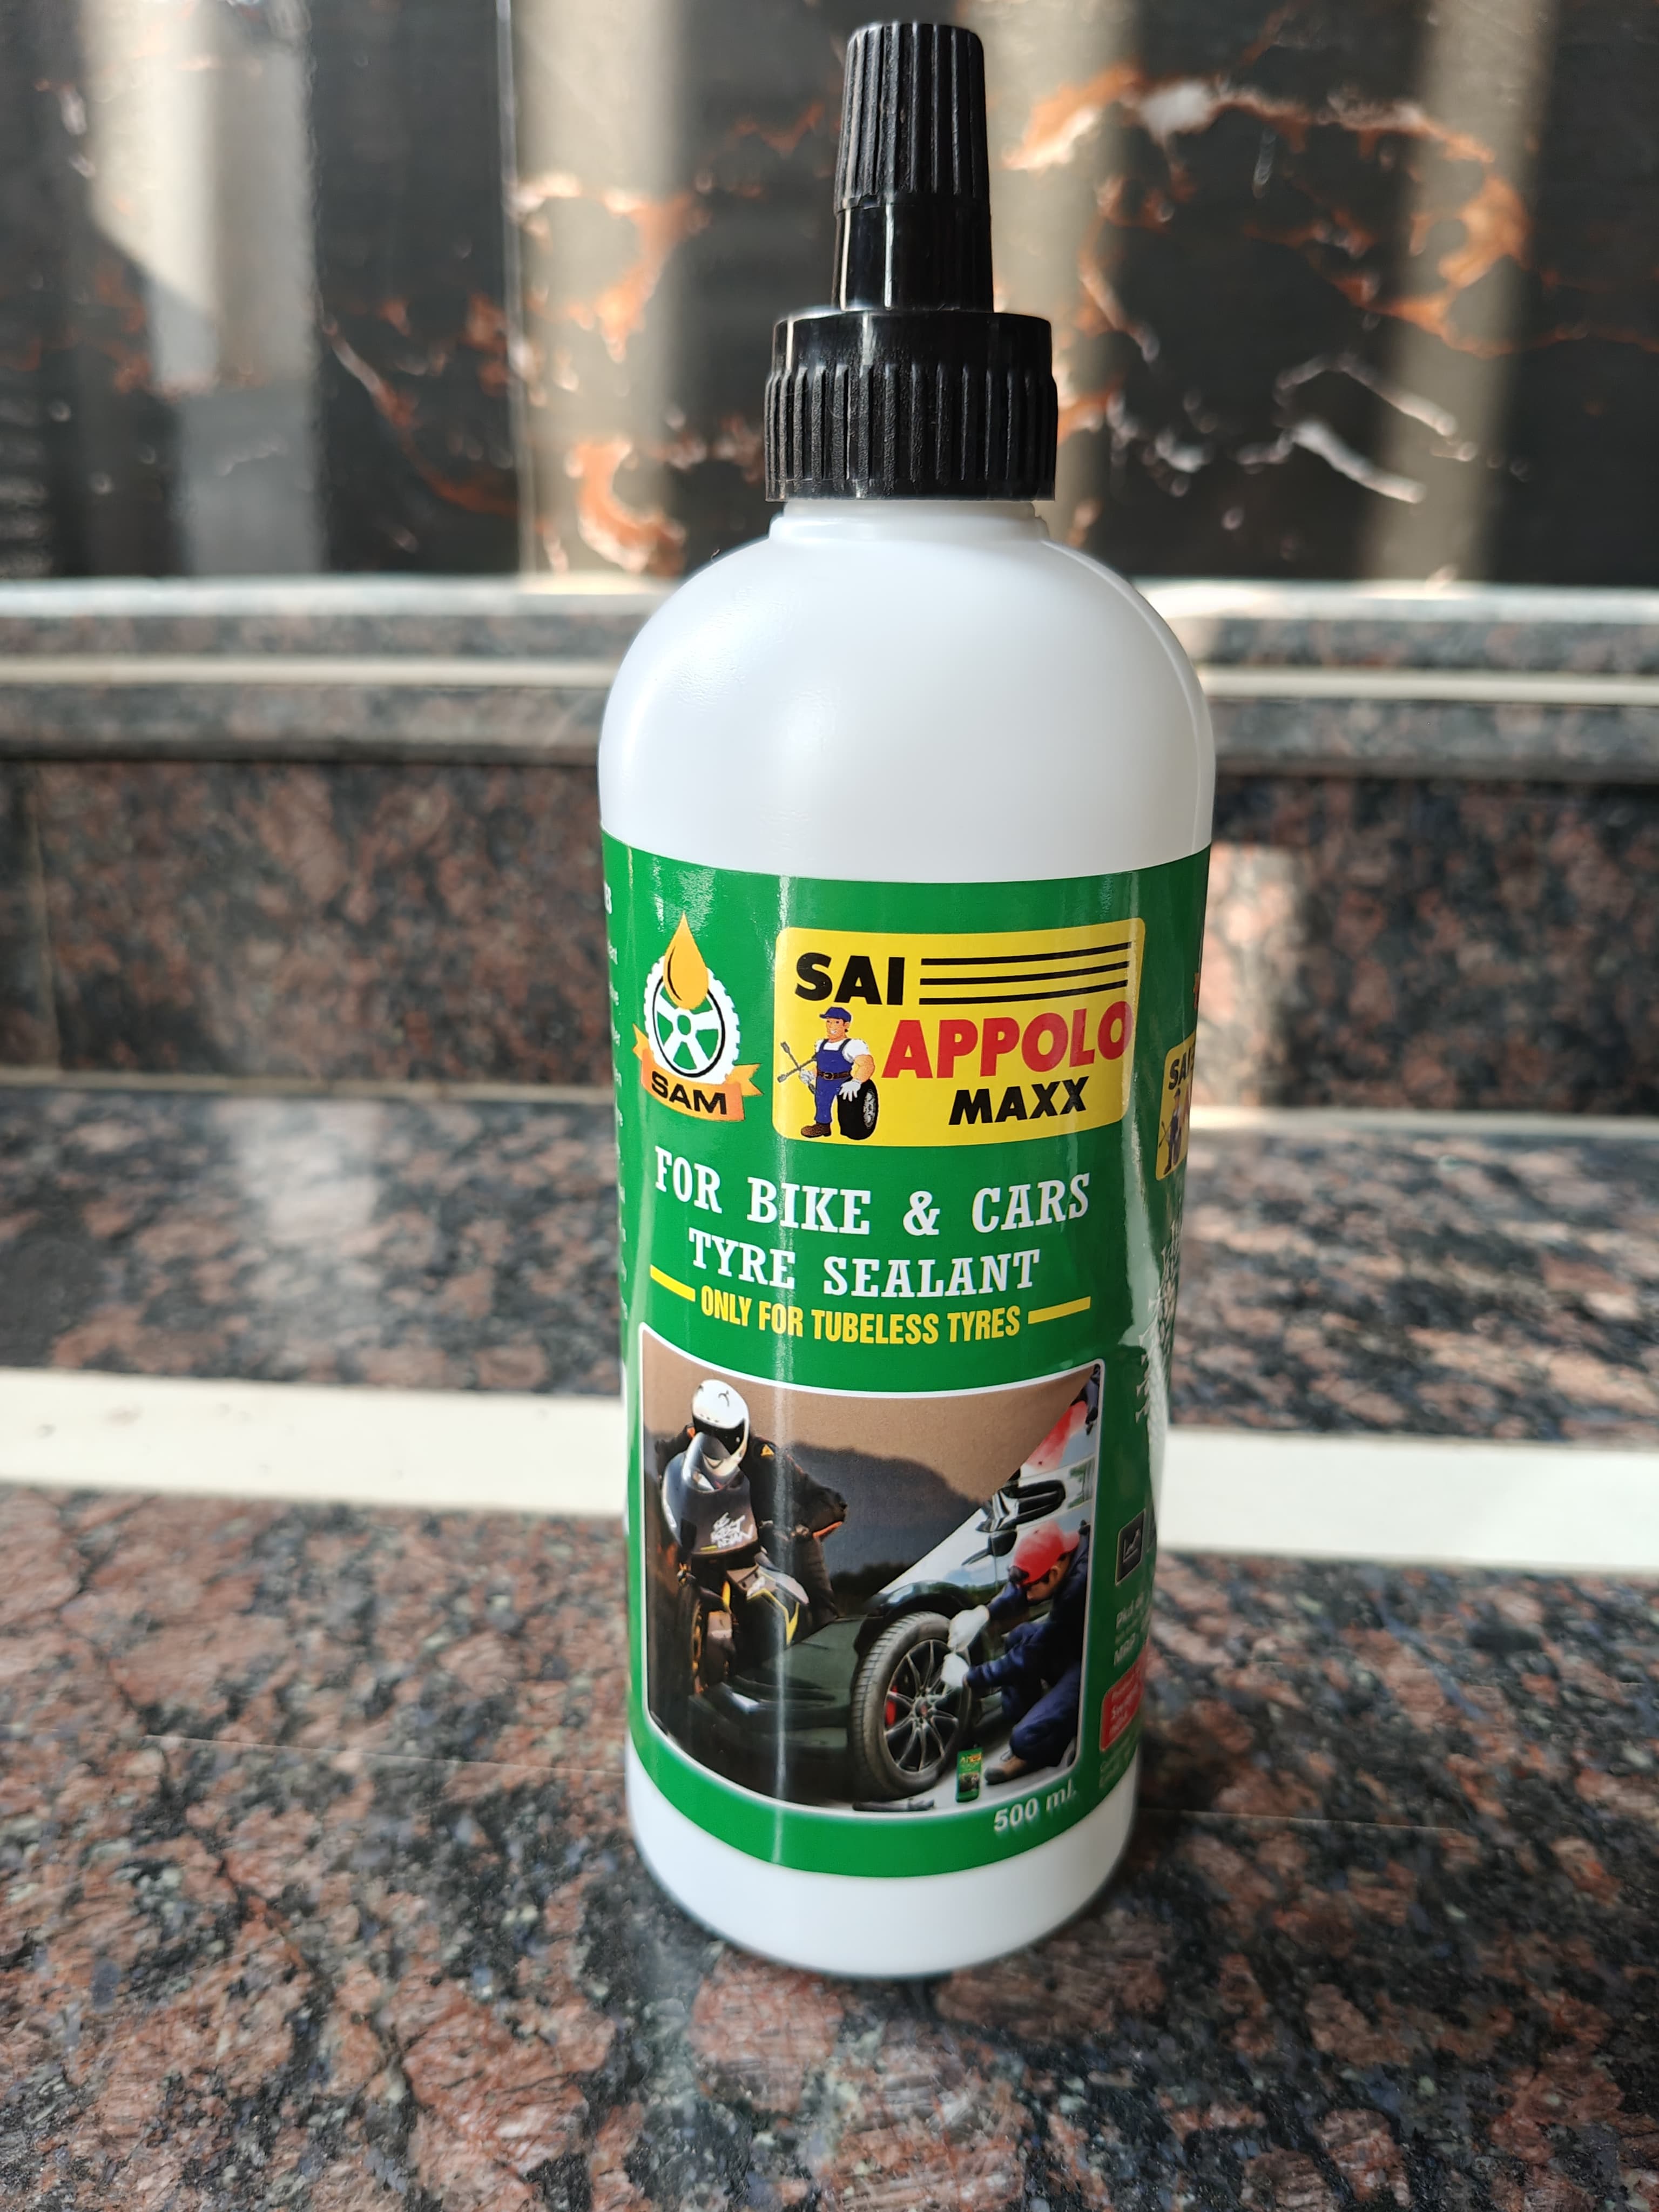 SAM
SAI
APPOLO
MAXX
FOR BIKE & CARS
TYRE SEALANT
ONLY FOR TUBELESS TYRES
500 ml.